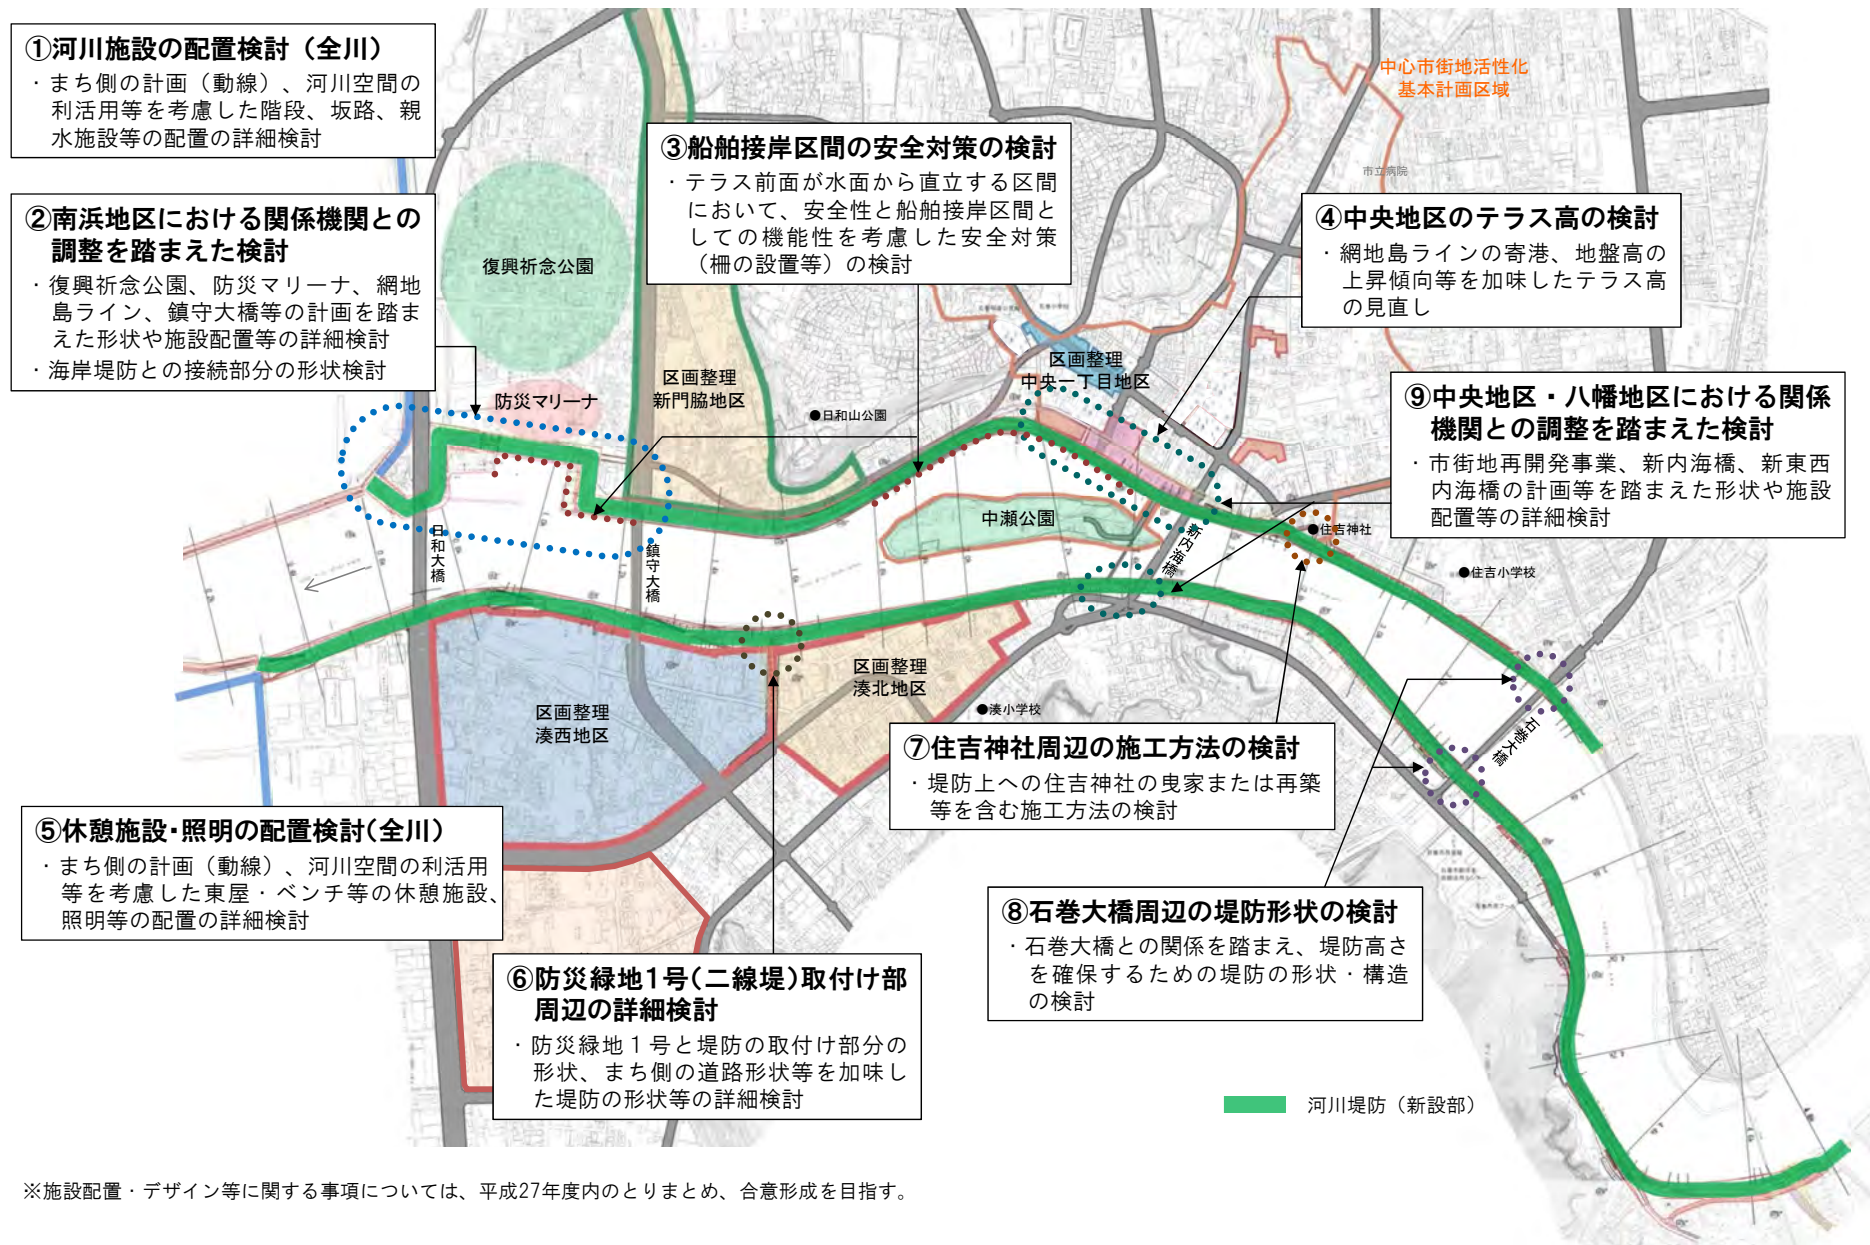 ①河川施設の配置検討（全川）
・まち側の計画（動線）、河川空間の
利活用等を考慮した階段、坂路、親
水施設等の配置の詳細検討
②南浜地区における関係機関との
調整を踏まえた検討
・復興祈念公園、防災マリーナ、網地
島ライン、鎮守大橋等の計画を踏ま
えた形状や施設配置等の詳細検討
・海岸堤防との接続部分の形状検討
③船舶接岸区間の安全対策の検討
・テラス前面が水面から直立する区間
において、安全性と船舶接岸区間と
しての機能性を考慮した安全対策
（柵の設置等）の検討
中心市街地活性化
基本計画区域
市立病院
④中央地区のテラス高の検討
・網地島ラインの寄港、地盤高の
上昇傾向等を加味したテラス高
の見直し
⑨中央地区・八幡地区における関係
機関との調整を踏まえた検討
・市街地再開発事業、新内海橋、新東西
内海橋の計画等を踏まえた形状や施設
配置等の詳細検討
復興祈念公園
防災マリーナ
区画整理
新門脇地区
●日和山公園
区画整理
中央一丁目地区
中瀬公園
●住吉神社
●住吉小学校
日和大橋
鎮守大橋
新内海橋
石巻大橋
区画整理
湊西地区
区画整理
湊北地区
●湊小学校
⑦住吉神社周辺の施工方法の検討
・堤防上への住吉神社の曳家または再築
等を含む施工方法の検討
⑤休憩施設・照明の配置検討(全川)
・まち側の計画（動線）、河川空間の利活用
等を考慮した東屋・ベンチ等の休憩施設、
照明等の配置の詳細検討
⑧石巻大橋周辺の堤防形状の検討
・石巻大橋との関係を踏まえ、堤防高さ
を確保するための堤防の形状・構造
の検討
⑥防災緑地1号(二線堤)取付け部
周辺の詳細検討
・防災緑地１号と堤防の取付け部分の
形状、まち側の道路形状等を加味し
た堤防の形状等の詳細検討
河川堤防（新設部）
※施設配置・デザイン等に関する事項については、平成27年度内のとりまとめ、合意形成を目指す。